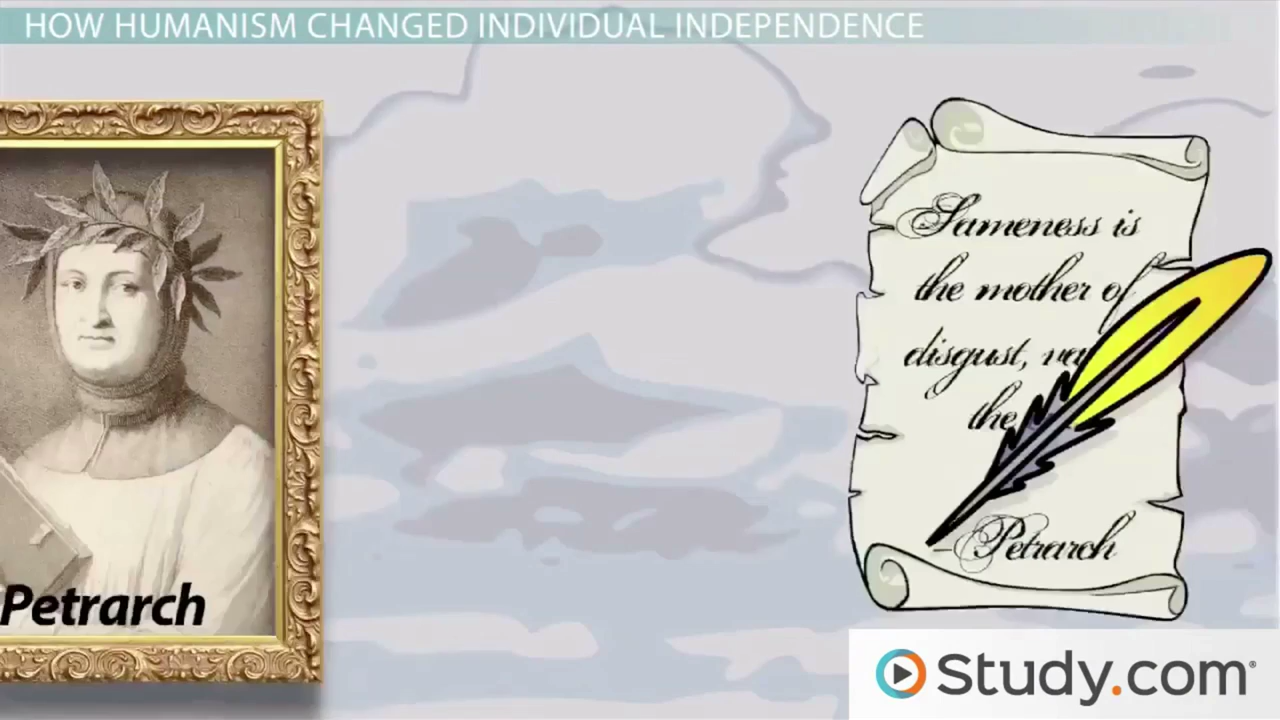 HOW HUMANISM CHANGED INDIVIDUAL INDEPENDENCE
Sameness is
the mother of
disgust,
the
-Petrarch
Petrarch
Study.com